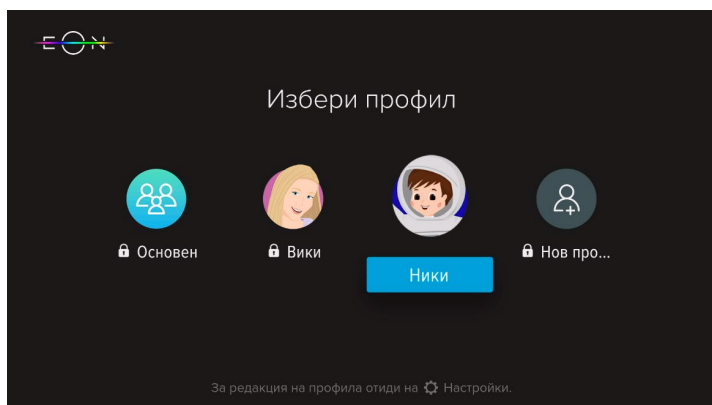 EON
Избери профил
Основен
Вики
Ники
Нов про...
За редакция на профила отиди на Настройки.